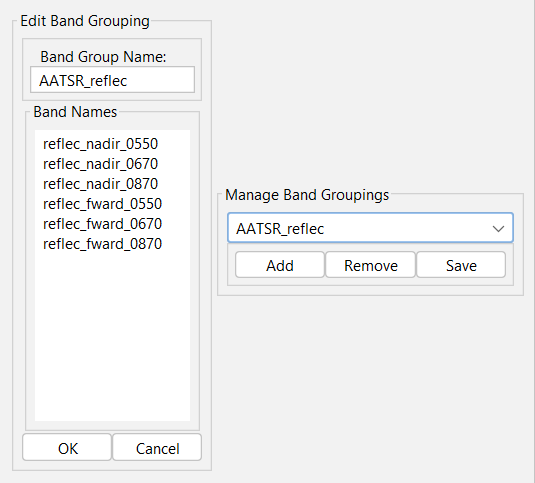 Edit Band Grouping
Band Group Name:
AATSR_reflec
Band Names
reflec_nadir_0550
reflec_nadir_0670
reflec_nadir_0870
reflec_fward_0550
reflec_fward_0670
reflec_fward_0870
OK Cancel
Manage Band Groupings
AATSR_reflec
Add Remove Save